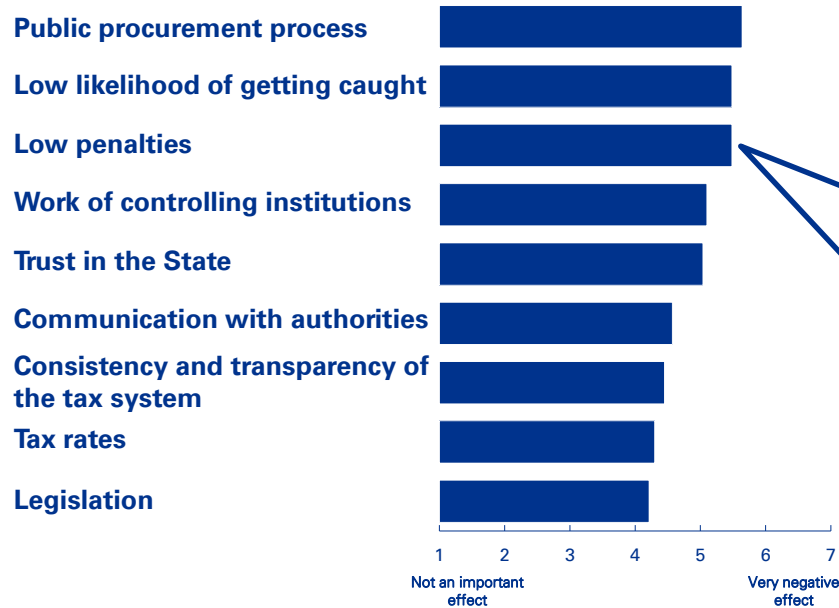 Public procurement process
Low likelihood of getting caught
Low penalties
Work of controlling institutions
Trust in the State
Communication with authorities
Consistency and transparency of
the tax system
Tax rates
Legislation
1 2 3 4 5 6 7
Not an important
effect
Very negative
effect